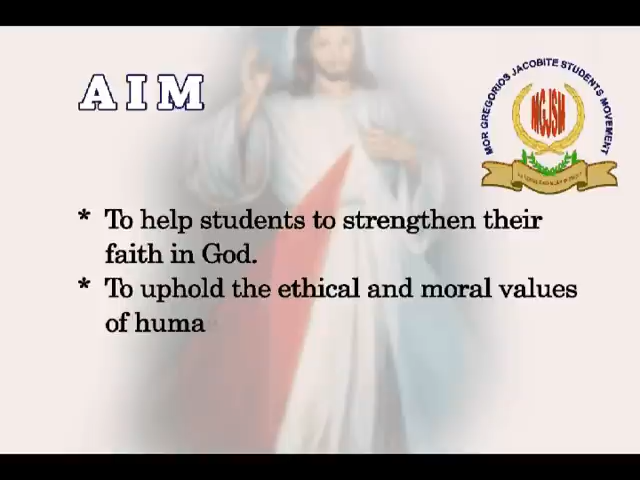 AIM
MOR GREGORIOS JACOBITE STUDENTS MOVEMENT
MGJSM
* To help students to strengthen their
faith in God.
* To uphold the ethical and moral values
of huma